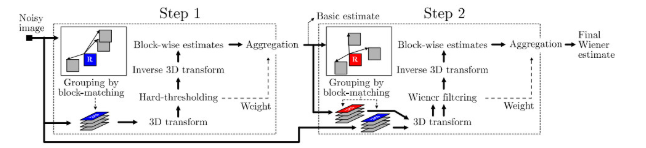 Step 1
Step 2
Noisy
image
R
Grouping by
block-matching
Block-wise estimates
Aggregation
Inverse 3D transform
Hard-thresholding
Weight
3D transform
Basic estimate
R
Grouping by
block-matching
Block-wise estimates
Aggregation
Inverse 3D transform
Wiener filtering
Weight
3D transform
Final
Wiener
estimate